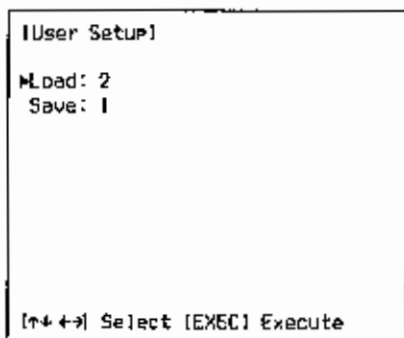 [User Setup]
►Load: 2
Save: 1
[↑↓ ←→] Select [EXEC] Execute